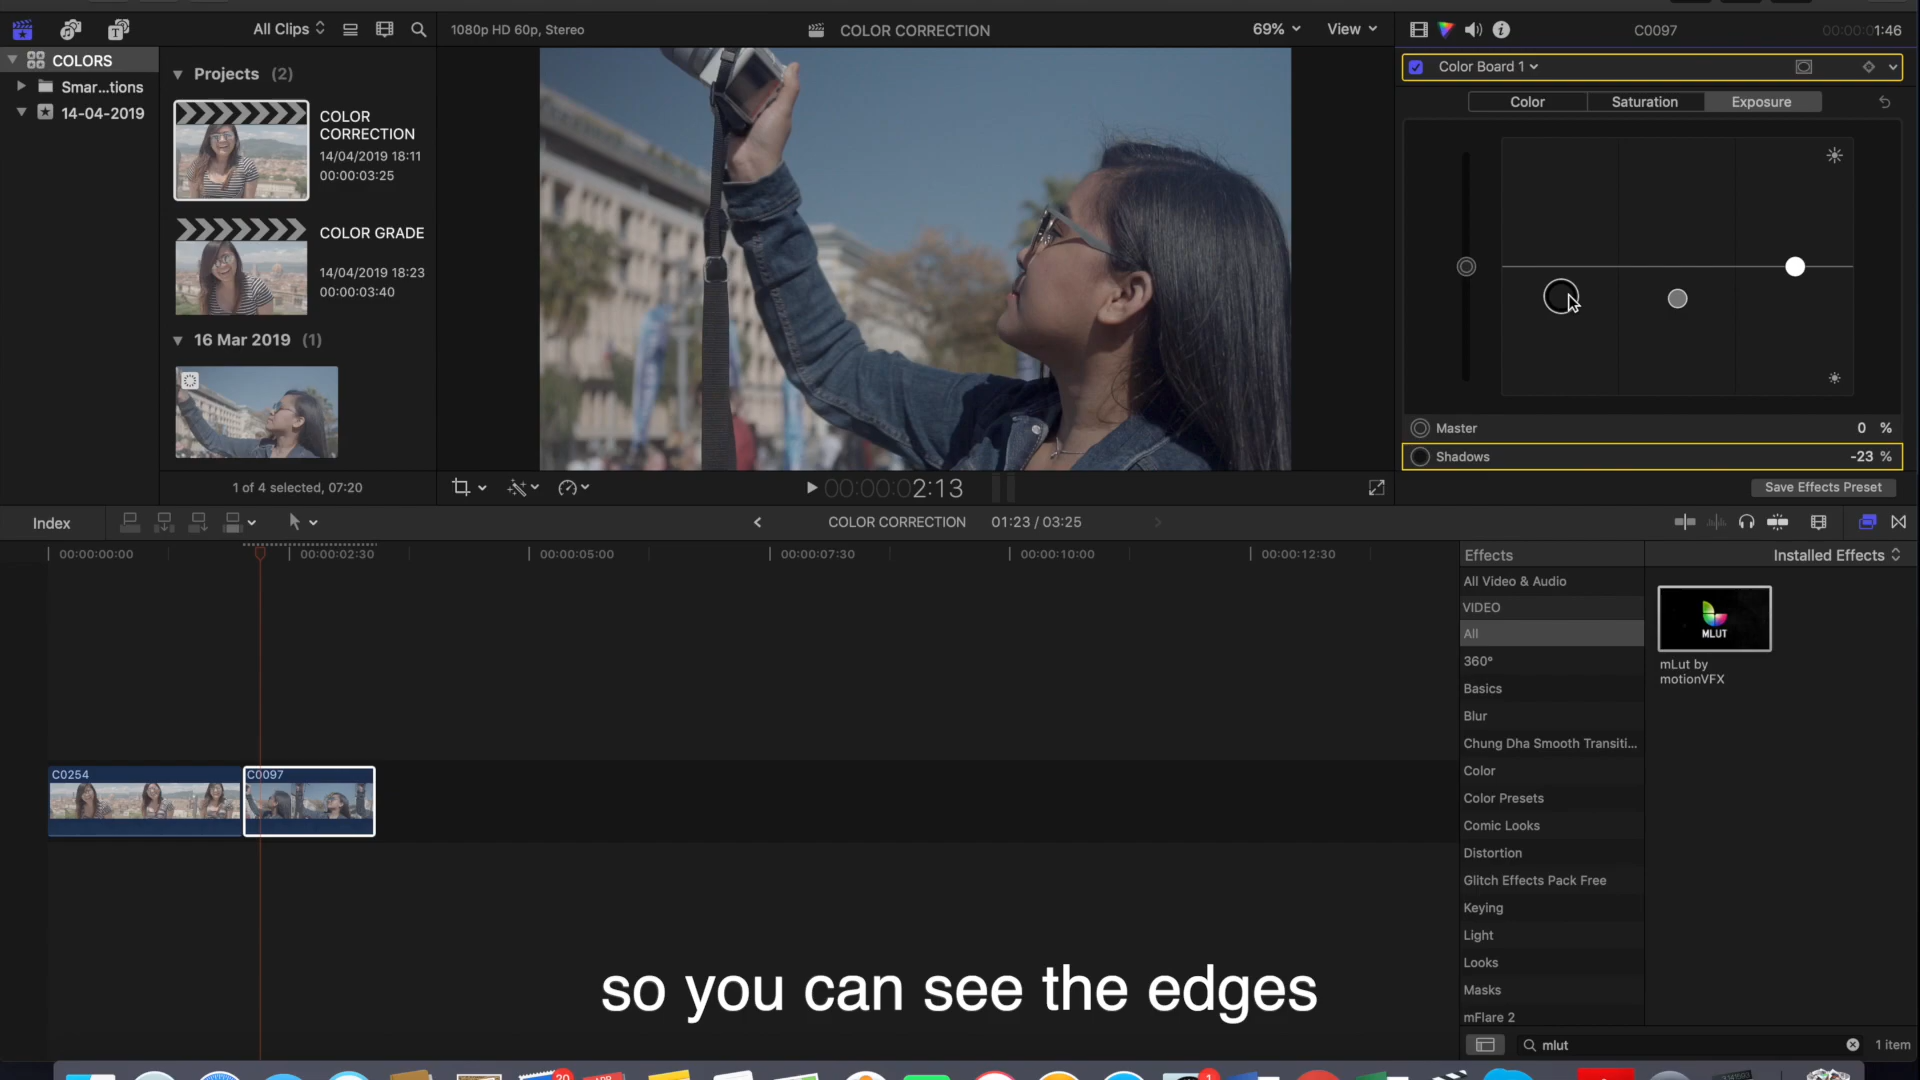 All Clips
1080p HD 60p, Stereo
COLOR CORRECTION
69%
View
C0097
00:00:01:46
COLORS
Smar...tions
14-04-2019
Projects (2)
COLOR
CORRECTION
14/04/2019 18:11
00:00:03:25
COLOR GRADE
14/04/2019 18:23
00:00:03:40
16 Mar 2019 (1)
1 of 4 selected, 07:20
Color Board 1
Color
Saturation
Exposure
Master
0 %
Shadows
-23 %
Save Effects Preset
00:00:02:13
Index
COLOR CORRECTION
01:23 / 03:25
00:00:00:00
00:00:02:30
00:00:05:00
00:00:07:30
00:00:10:00
00:00:12:30
C0254
C0097
Effects
Installed Effects
All Video & Audio
VIDEO
All
360°
Basics
Blur
Chung Dha Smooth Transiti...
Color
Color Presets
Comic Looks
Distortion
Glitch Effects Pack Free
Keying
Light
Looks
Masks
mFlare 2
MLUT
mLut by
motionVFX
mlut
1 item
so you can see the edges
20
APR
1